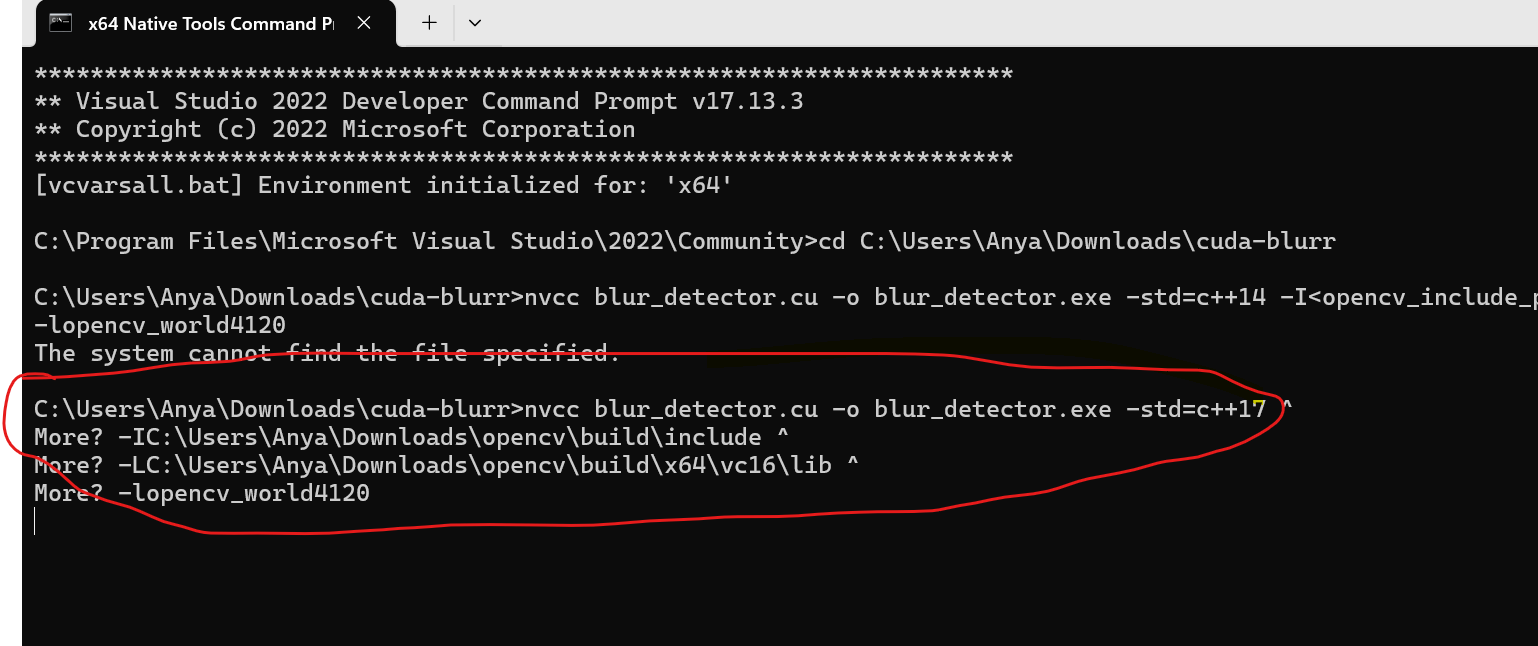 x64 Native Tools Command P
**********************************************************************
** Visual Studio 2022 Developer Command Prompt v17.13.3
** Copyright (c) 2022 Microsoft Corporation
**********************************************************************
[vcvarsall.bat] Environment initialized for: 'x64'
C:\Program Files\Microsoft Visual Studio\2022\Community>cd C:\Users\Anya\Downloads\cuda-blurr
C:\Users\Anya\Downloads\cuda-blurr>nvcc blur_detector.cu -o blur_detector.exe -std=c++14 -I<opencv_include_p
-lopencv_world4120
The system cannot find the file specified.
C:\Users\Anya\Downloads\cuda-blurr>nvcc blur_detector.cu -o blur_detector.exe -std=c++17 ^
More? -IC:\Users\Anya\Downloads\opencv\build\include ^
More? -LC:\Users\Anya\Downloads\opencv\build\x64\vc16\lib ^
More? -lopencv_world4120